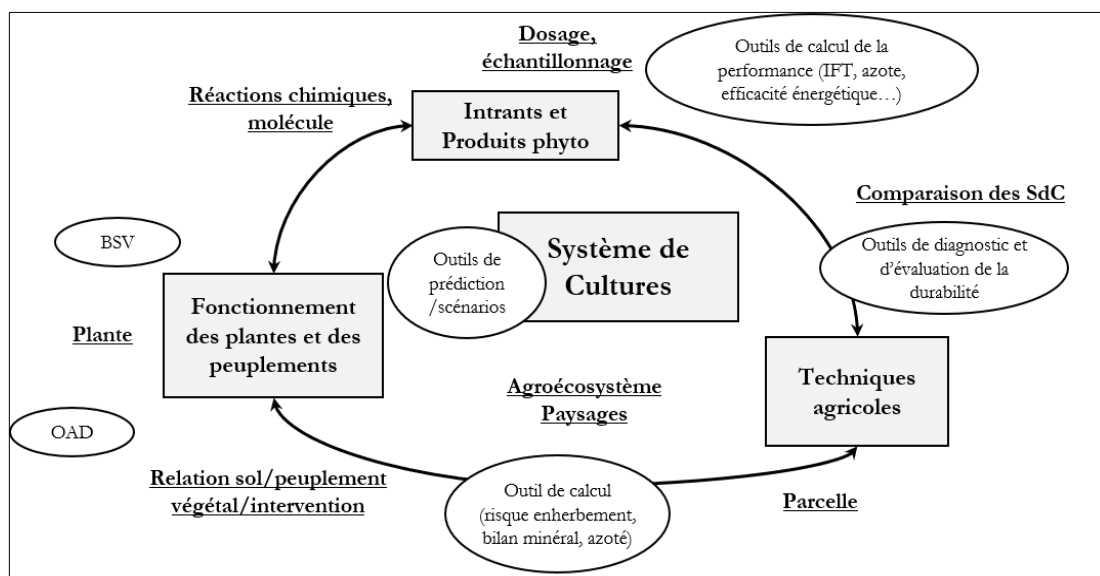 Dosage,
échantillonnage
Outils de calcul de la
performance (IFT, azote,
efficacité énergétique…)
Réactions chimiques,
molécule
Intrants et
Produits phyto
Comparaison des SdC
BSV
Outils de
prédiction
/scénarios
Système de
Cultures
Outils de diagnostic et
d’évaluation de la
durabilité
Fonctionnement
des plantes et des
peuplements
Plante
Techniques
agricoles
Agroécosystème
Paysages
OAD
Relation sol/peuplement
végétal/intervention
Outil de calcul
(risque enherbement,
bilan minéral, azoté)
Parcelle